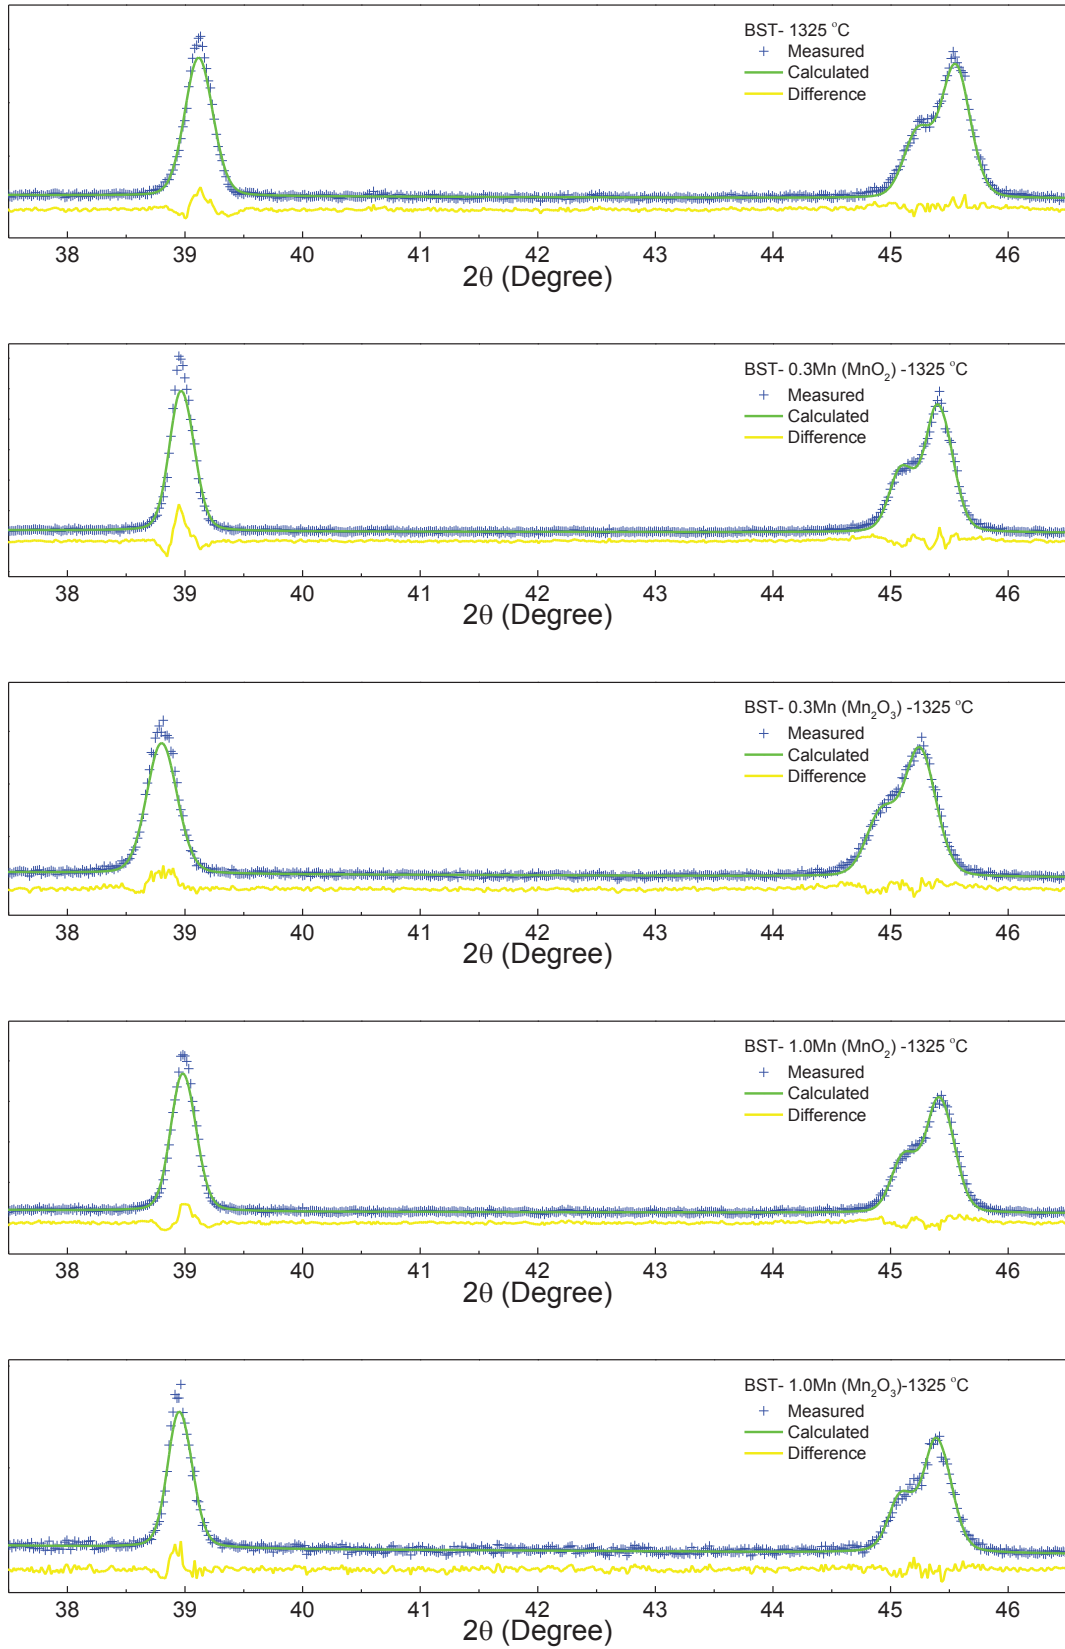 BST- 1325 °C
Measured
Calculated
Difference
38 39 40 41 42 43 44 45 46
2θ (Degree)
BST- 0.3Mn (MnO₂) -1325 °C
Measured
Calculated
Difference
38 39 40 41 42 43 44 45 46
2θ (Degree)
BST- 0.3Mn (Mn₂O₃) -1325 °C
Measured
Calculated
Difference
38 39 40 41 42 43 44 45 46
2θ (Degree)
BST- 1.0Mn (MnO₂) -1325 °C
Measured
Calculated
Difference
38 39 40 41 42 43 44 45 46
2θ (Degree)
BST- 1.0Mn (Mn₂O₃)-1325 °C
Measured
Calculated
Difference
38 39 40 41 42 43 44 45 46
2θ (Degree)